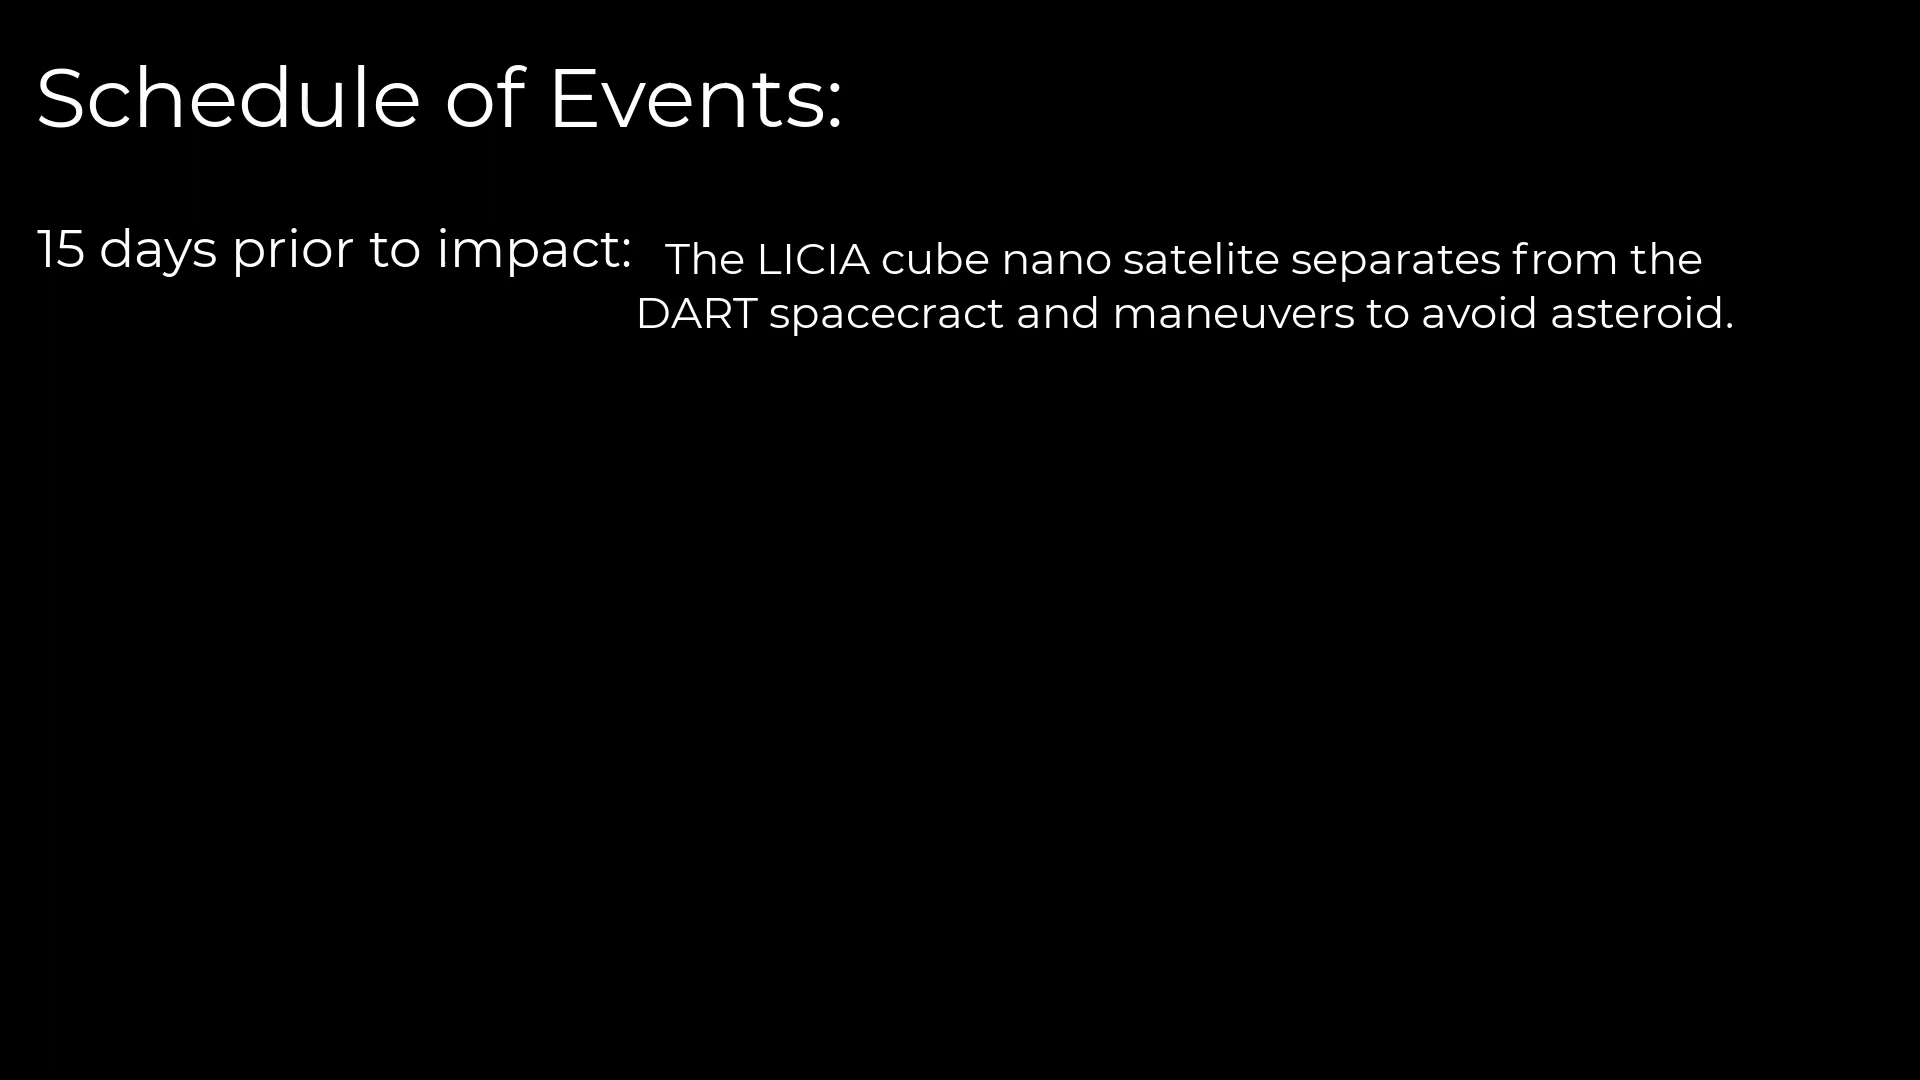 Schedule of Events:
15 days prior to impact: The LICIA cube nano satelite separates from the
DART spacecract and maneuvers to avoid asteroid.